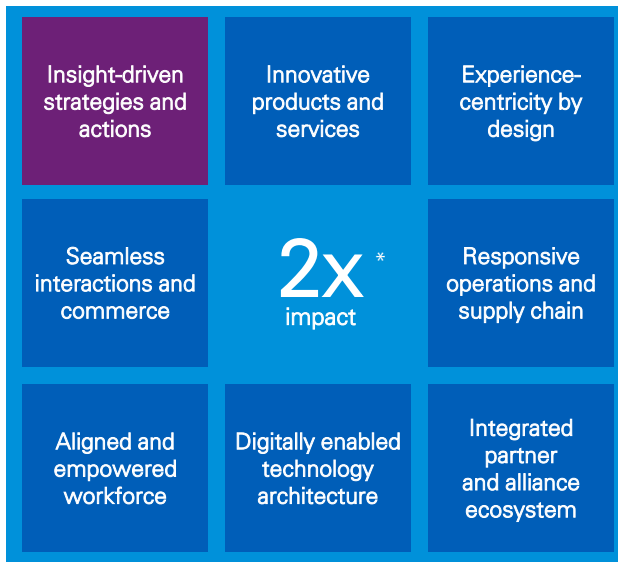 Insight-driven
strategies and
actions
Innovative
products and
services
Experience-
centricity by
design
Seamless
interactions and
commerce
2x*
impact
Responsive
operations and
supply chain
Aligned and
empowered
workforce
Digitally enabled
technology
architecture
Integrated
partner
and alliance
ecosystem